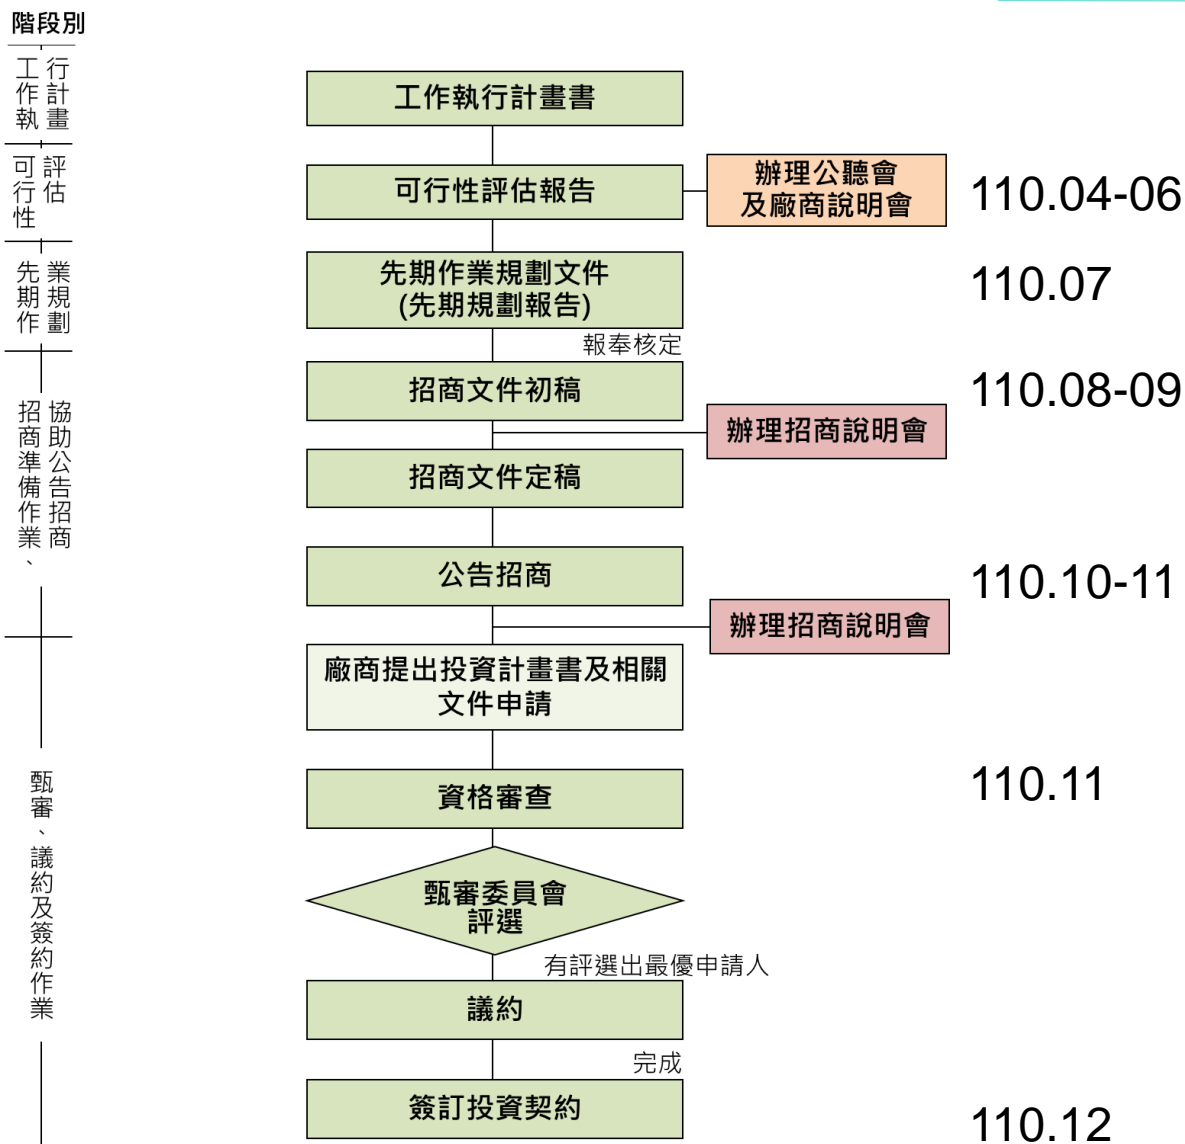 階段別
工作執
行計畫
工作執行計畫書
可行性
評估
可行性評估報告
辦理公聽會
及廠商說明會
110.04-06
先期作
業規劃
先期作業規劃文件
(先期規劃報告)
110.07
報奉核定
招商準備作業、
協助公告招商
招商文件初稿
110.08-09
辦理招商說明會
招商文件定稿
公告招商
110.10-11
辦理招商說明會
廠商提出投資計畫書及相關
文件申請
甄審、議約及簽約作業
資格審查
110.11
甄審委員會
評選
有評選出最優申請人
議約
完成
簽訂投資契約
110.12